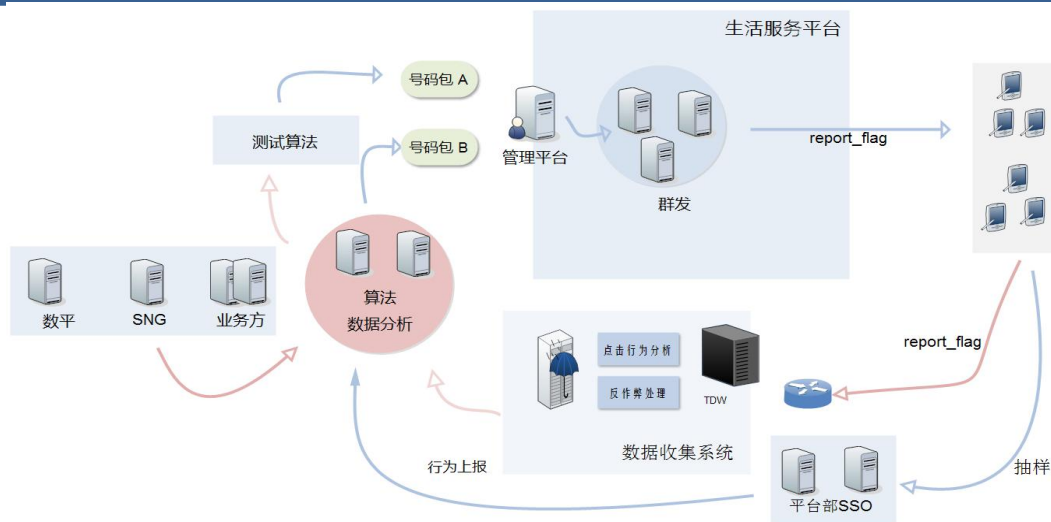 生活服务平台
号码包 A
测试算法
号码包 B
管理平台
群发
report_flag
数平
SNG
业务方
算法
数据分析
点击行为分析
反作弊处理
TDW
数据收集系统
report_flag
行为上报
平台部SSO
抽样